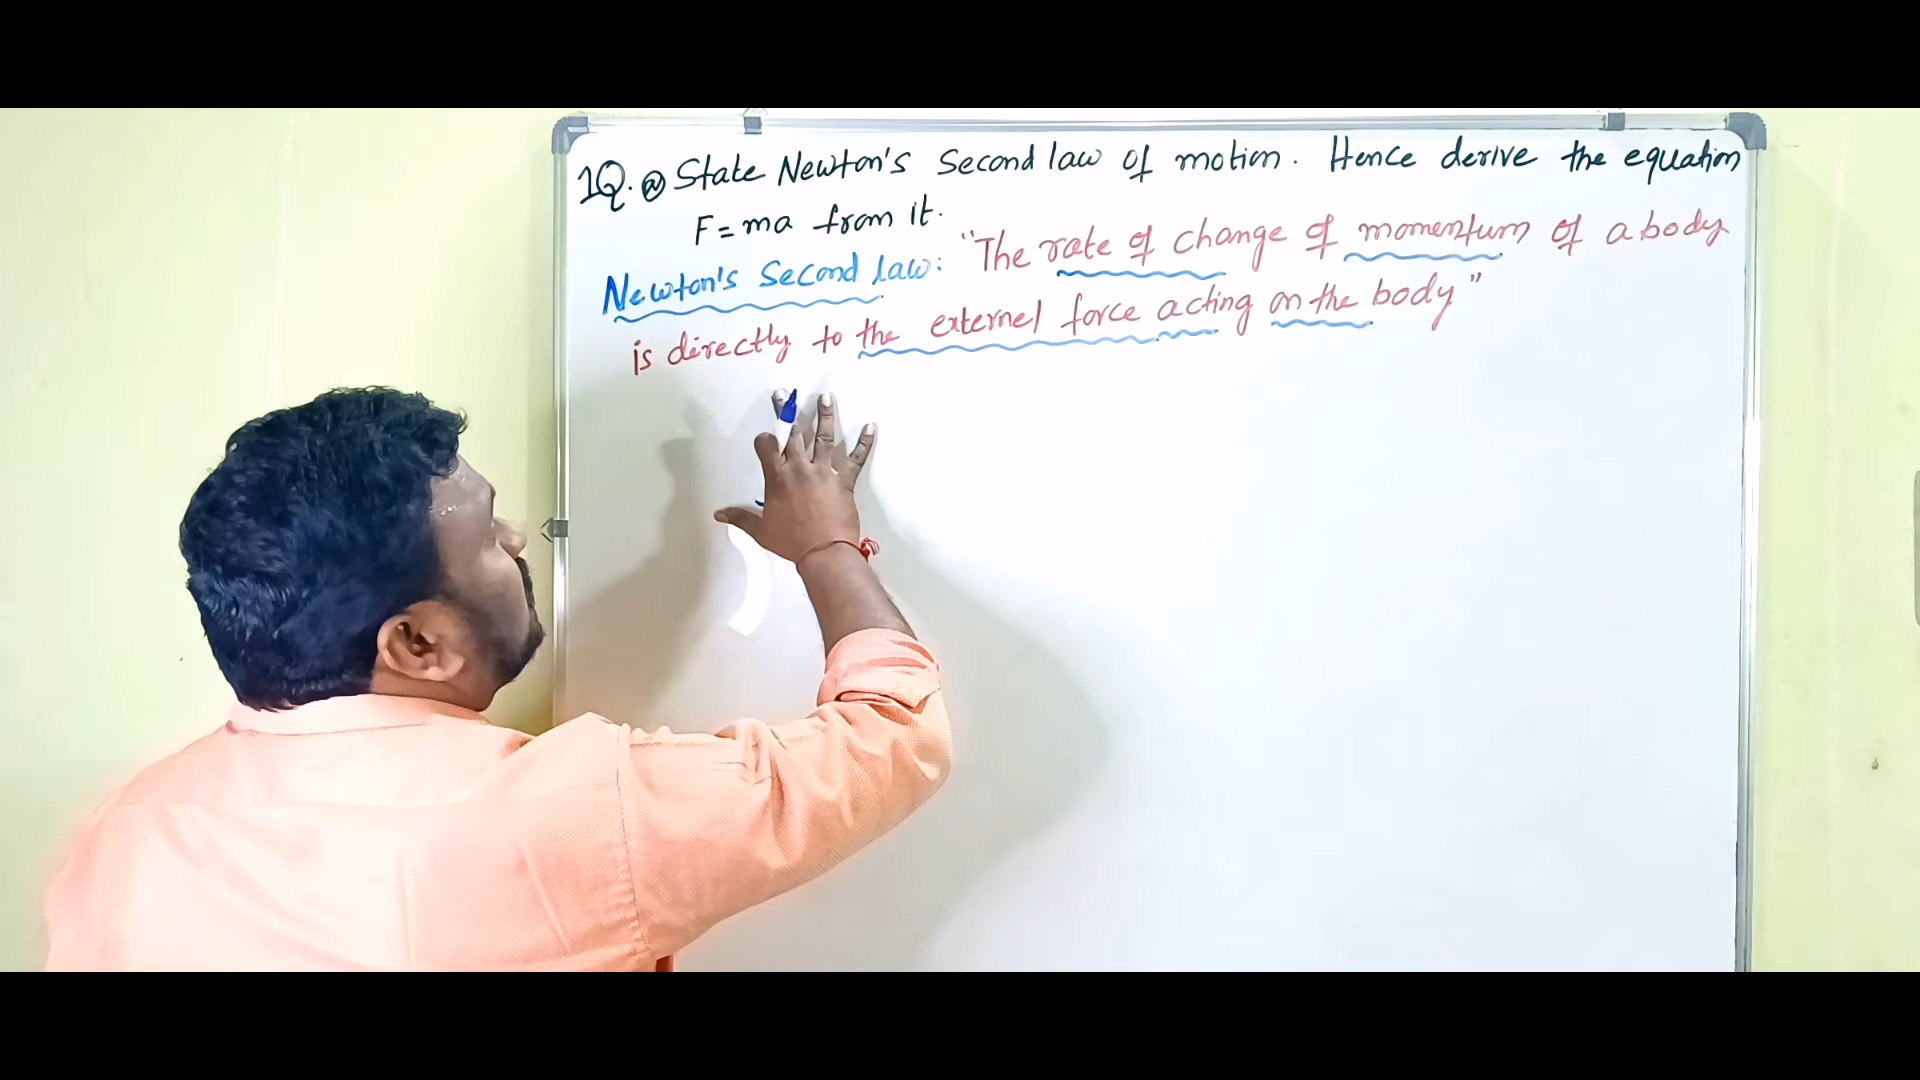 1Q. @ State Newton's Second law of motion. Hence derive the equation
F = ma from it.
Newton's Second law: "The rate of change of momentum of a body
is directly to the externel force acting on the body"